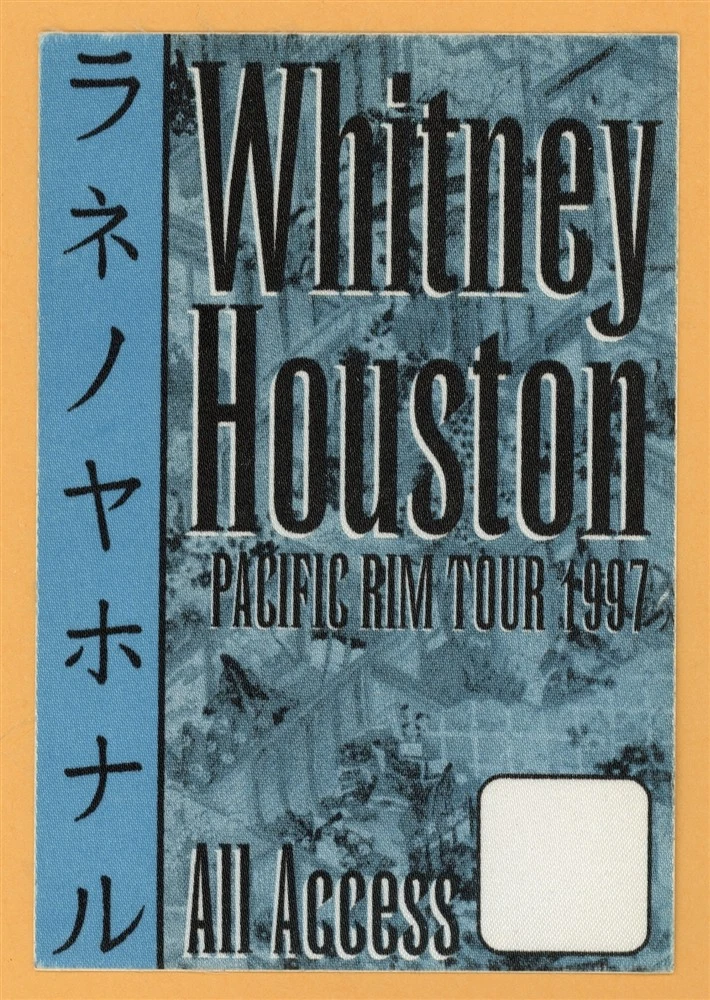 ラネノヤホナル
Whitney
Houston
PACIFIC RIM TOUR 1997
All Access